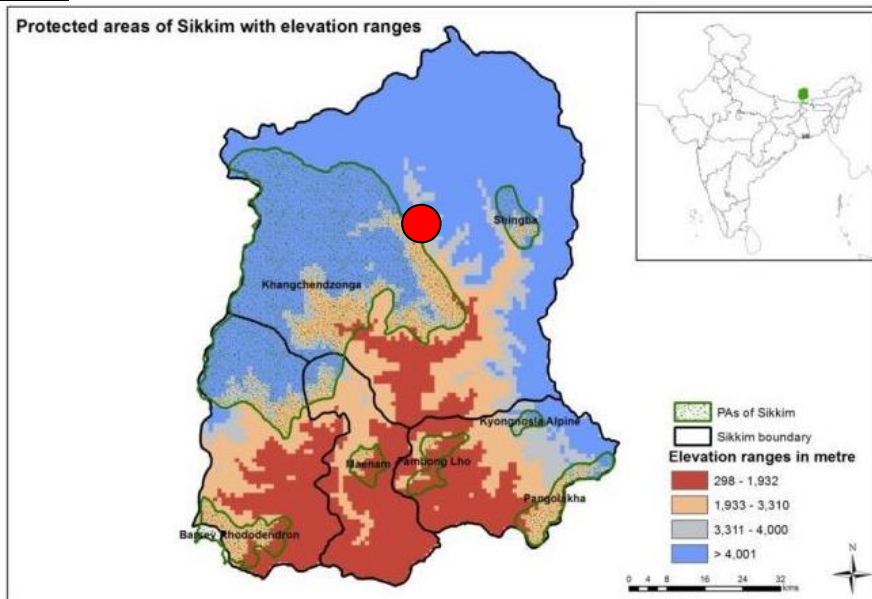 Protected areas of Sikkim with elevation ranges
Shingba
Khangchendzonga
Kyongnosla Alpine
Maenam
Fambong Lho
Pangolakha
Barsey Rhododendron
PAs of Sikkim
Sikkim boundary
Elevation ranges in metre
298 - 1,932
1,933 - 3,310
3,311 - 4,000
> 4,001
N
0 4 8 16 24 32
kms